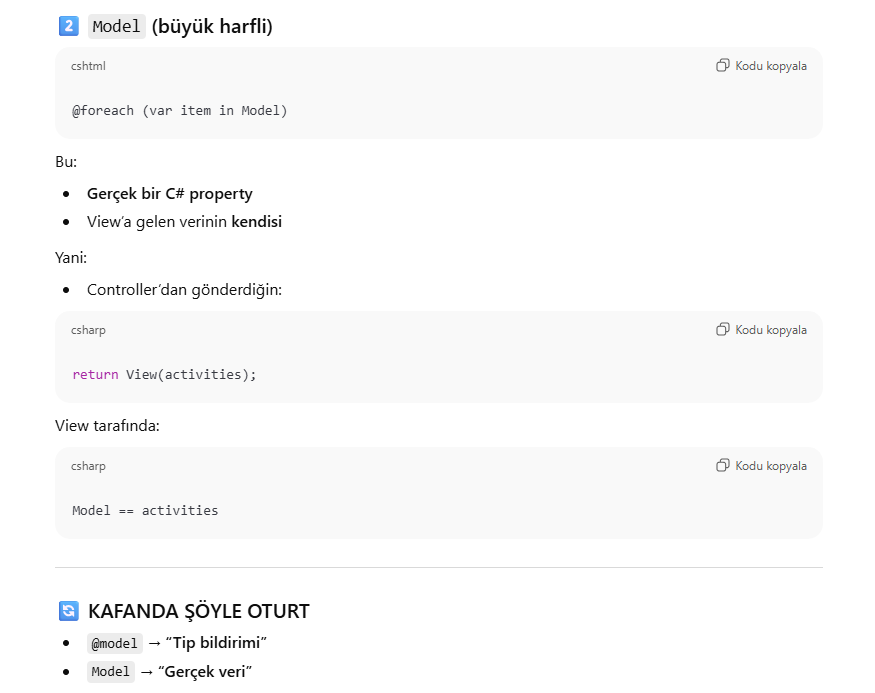 2 Model (büyük harfli)
cshtml Kodu kopyala
@foreach (var item in Model)
Bu:
• Gerçek bir C# property
• View’a gelen verinin kendisi
Yani:
• Controller’dan gönderdiğin:
csharp Kodu kopyala
return View(activities);
View tarafında:
csharp Kodu kopyala
Model == activities
KAFANDA ŞÖYLE OTURT
• @model → “Tip bildirimi”
• Model → “Gerçek veri”